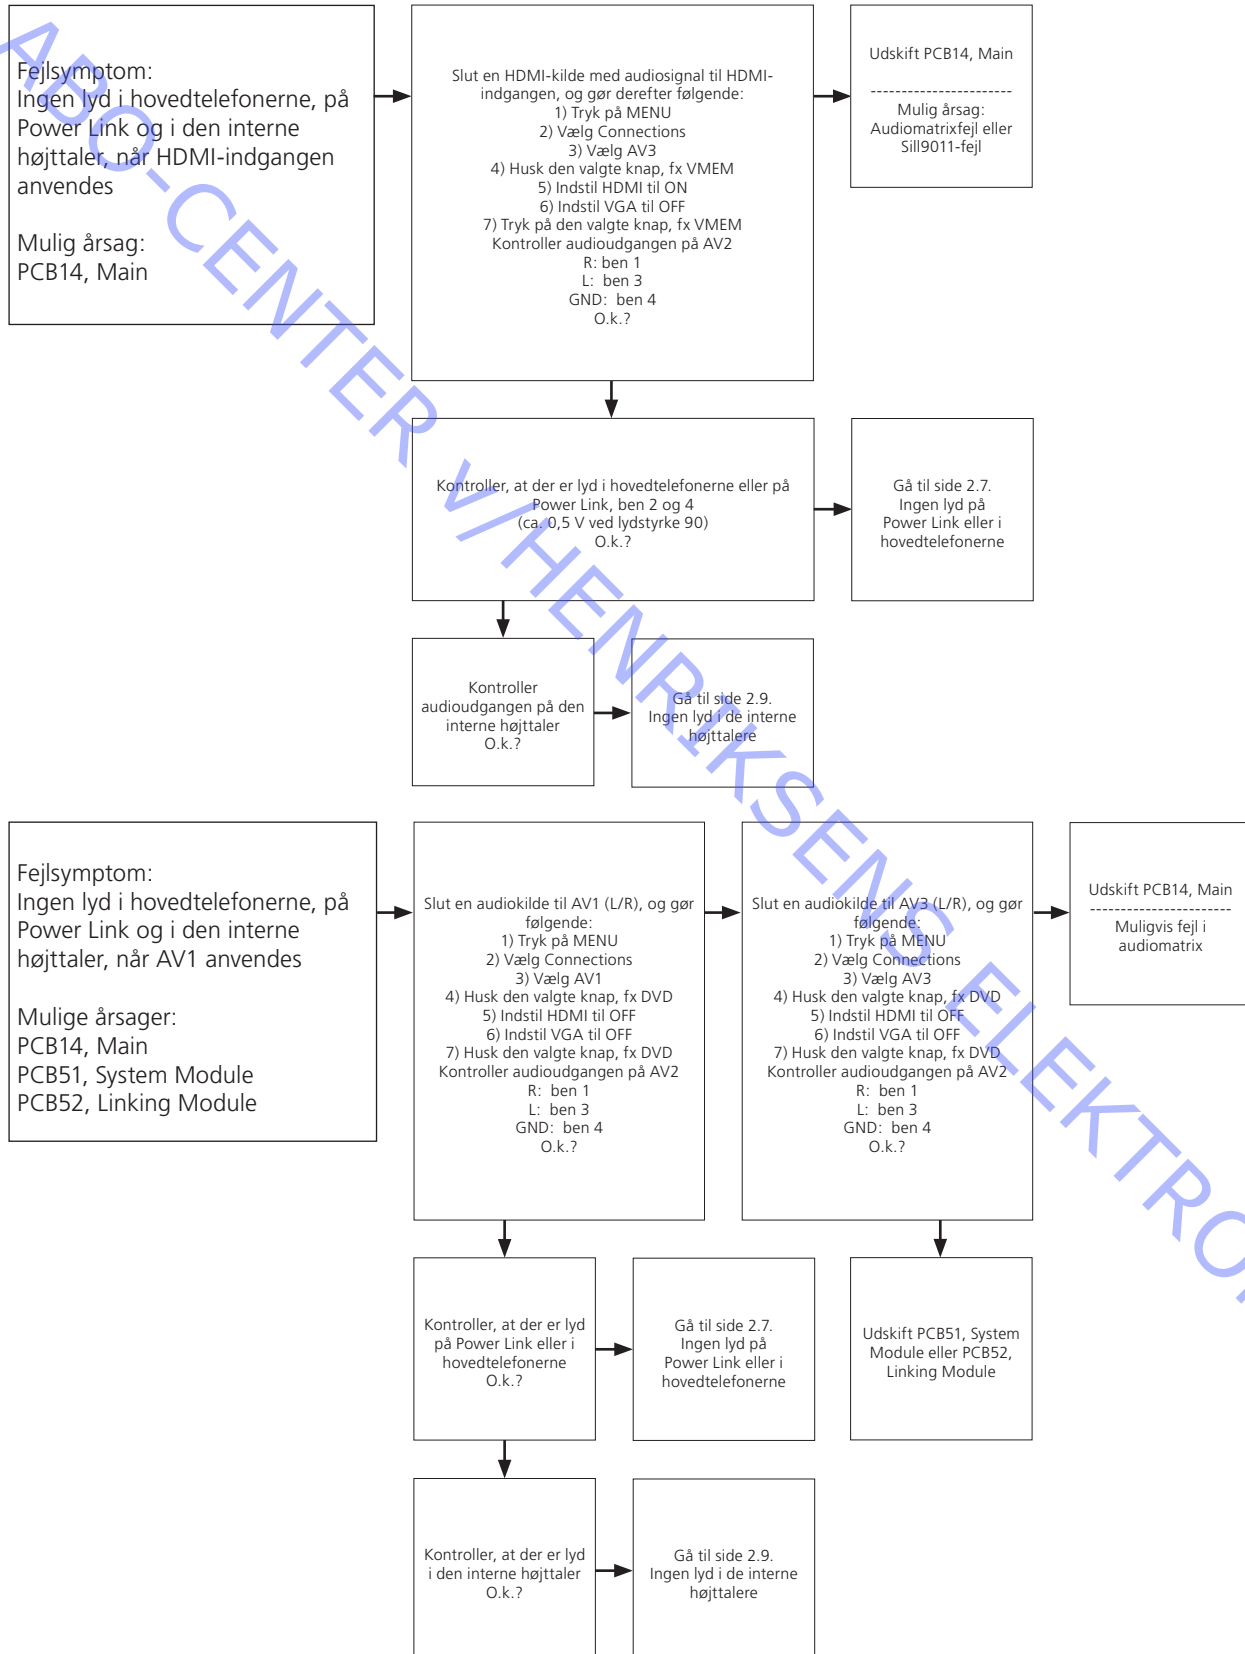 Fejlsymptom:
Ingen lyd i hovedtelefonerne, på
Power Link og i den interne
højttaler, når HDMI-indgangen
anvendes
Mulig årsag:
PCB14, Main
Slut en HDMI-kilde med audiosignal til HDMI-
indgangen, og gør derefter følgende:
1) Tryk på MENU
2) Vælg Connections
3) Vælg AV3
4) Husk den valgte knap, fx VMEM
5) Indstil HDMI til ON
6) Indstil VGA til OFF
7) Tryk på den valgte knap, fx VMEM
Kontroller audioudgangen på AV2
R: ben 1
L: ben 3
GND: ben 4
O.k.?
Udskift PCB14, Main
-----------------------
Mulig årsag:
Audiomatrixfejl eller
Sill9011-fejl
Kontroller, at der er lyd i hovedtelefonerne eller på
Power Link, ben 2 og 4
(ca. 0,5 V ved lydstyrke 90)
O.k.?
Gå til side 2.7.
Ingen lyd på
Power Link eller i
hovedtelefonerne
Kontroller
audioudgangen på den
interne højttaler
O.k.?
Gå til side 2.9.
Ingen lyd i de interne
højttalere
Fejlsymptom:
Ingen lyd i hovedtelefonerne, på
Power Link og i den interne
højttaler, når AV1 anvendes
Mulige årsager:
PCB14, Main
PCB51, System Module
PCB52, Linking Module
Slut en audiokilde til AV1 (L/R), og gør
følgende:
1) Tryk på MENU
2) Vælg Connections
3) Vælg AV1
4) Husk den valgte knap, fx DVD
5) Indstil HDMI til OFF
6) Indstil VGA til OFF
7) Husk den valgte knap, fx DVD
Kontroller audioudgangen på AV2
R: ben 1
L: ben 3
GND: ben 4
O.k.?
Slut en audiokilde til AV3 (L/R), og gør
følgende:
1) Tryk på MENU
2) Vælg Connections
3) Vælg AV3
4) Husk den valgte knap, fx DVD
5) Indstil HDMI til OFF
6) Indstil VGA til OFF
7) Husk den valgte knap, fx DVD
Kontroller audioudgangen på AV2
R: ben 1
L: ben 3
GND: ben 4
O.k.?
Udskift PCB14, Main
-----------------------
Muligvis fejl i
audiomatrix
Kontroller, at der er lyd
på Power Link eller i
hovedtelefonerne
O.k.?
Gå til side 2.7.
Ingen lyd på
Power Link eller i
hovedtelefonerne
Udskift PCB51, System
Module eller PCB52,
Linking Module
Kontroller, at der er lyd
i den interne højttaler
O.k.?
Gå til side 2.9.
Ingen lyd i de interne
højttalere
ABO-CENTER v/HENRIKSENS ELEKTRO